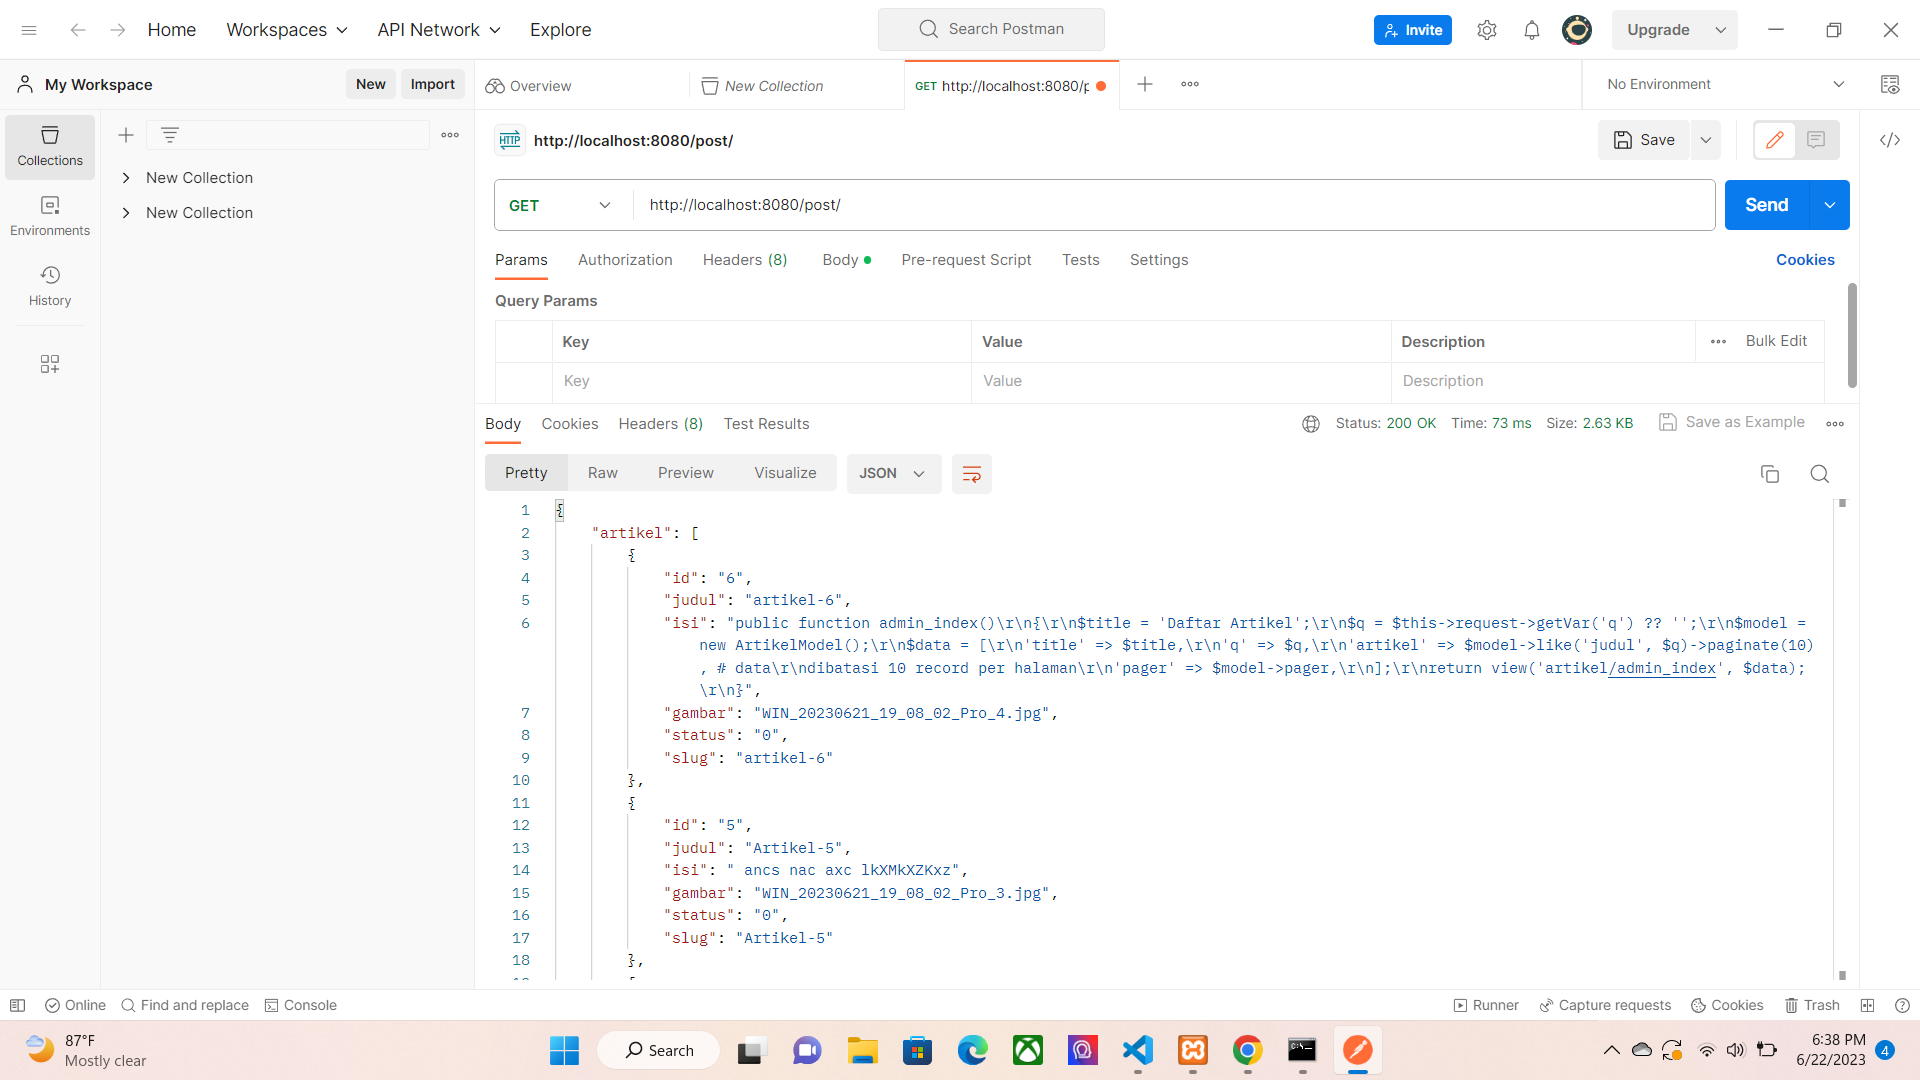 Home
Workspaces
API Network
Explore
Search Postman
Invite
Upgrade
My Workspace
New
Import
Overview
New Collection
GET http://localhost:8080/p
No Environment
Collections
Environments
History
New Collection
New Collection
HTTP http://localhost:8080/post/
Save
GET
http://localhost:8080/post/
Send
Params
Authorization
Headers (8)
Body
Pre-request Script
Tests
Settings
Cookies
Query Params
Key
Value
Description
Bulk Edit
Key
Value
Description
Body
Cookies
Headers (8)
Test Results
Status: 200 OK
Time: 73 ms
Size: 2.63 KB
Save as Example
Pretty
Raw
Preview
Visualize
JSON
1 {
2 "artikel": [
3 {
4 "id": "6",
5 "judul": "artikel-6",
6 "isi": "public function admin_index()\r\n{\r\n$title = 'Daftar Artikel';\r\n$q = $this->request->getVar('q') ?? '';\r\n$model =
new ArtikelModel();\r\n$data = [\r\n'title' => $title,\r\n'q' => $q,\r\n'artikel' => $model->like('judul', $q)->paginate(10)
, # data\r\ndibatasi 10 record per halaman\r\n'pager' => $model->pager,\r\n];\r\nreturn view('artikel/admin_index', $data);
\r\n}",
7 "gambar": "WIN_20230621_19_08_02_Pro_4.jpg",
8 "status": "0",
9 "slug": "artikel-6"
10 },
11 {
12 "id": "5",
13 "judul": "Artikel-5",
14 "isi": " ancs nac axc lkXMkXZKxz",
15 "gambar": "WIN_20230621_19_08_02_Pro_3.jpg",
16 "status": "0",
17 "slug": "Artikel-5"
18 },
Online
Find and replace
Console
Runner
Capture requests
Cookies
Trash
87°F
Mostly clear
Search
6:38 PM
6/22/2023
4